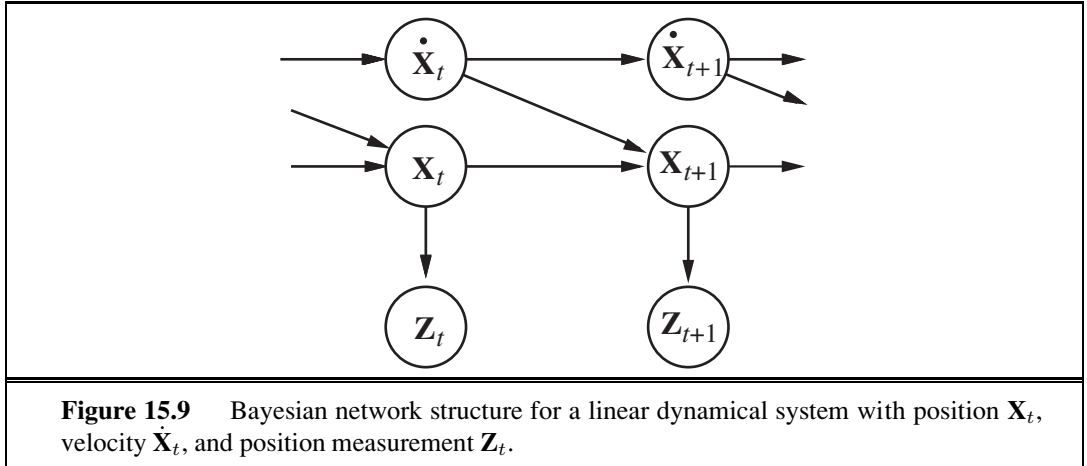 Ẋt Ẋt+1
Xt Xt+1
Zt Zt+1
Figure 15.9 Bayesian network structure for a linear dynamical system with position Xt,
velocity Ẋt, and position measurement Zt.